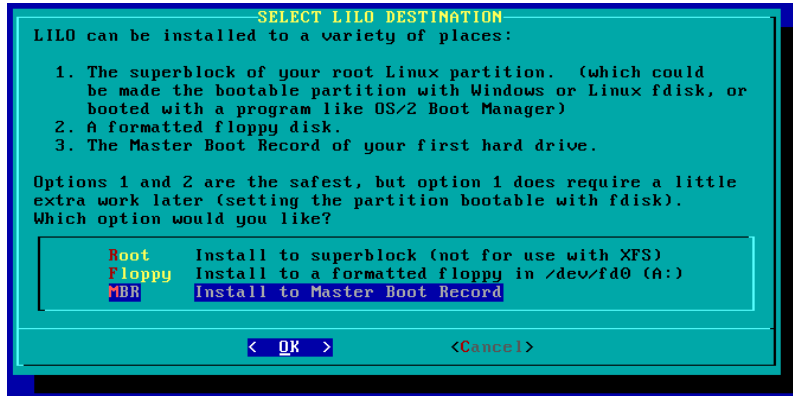 SELECT LILO DESTINATION
LILO can be installed to a variety of places:
1. The superblock of your root Linux partition. (which could
be made the bootable partition with Windows or Linux fdisk, or
booted with a program like OS/2 Boot Manager)
2. A formatted floppy disk.
3. The Master Boot Record of your first hard drive.
Options 1 and 2 are the safest, but option 1 does require a little
extra work later (setting the partition bootable with fdisk).
Which option would you like?
Root Install to superblock (not for use with XFS)
Floppy Install to a formatted floppy in /dev/fd0 (A:)
MBR Install to Master Boot Record
< OK > <Cancel>